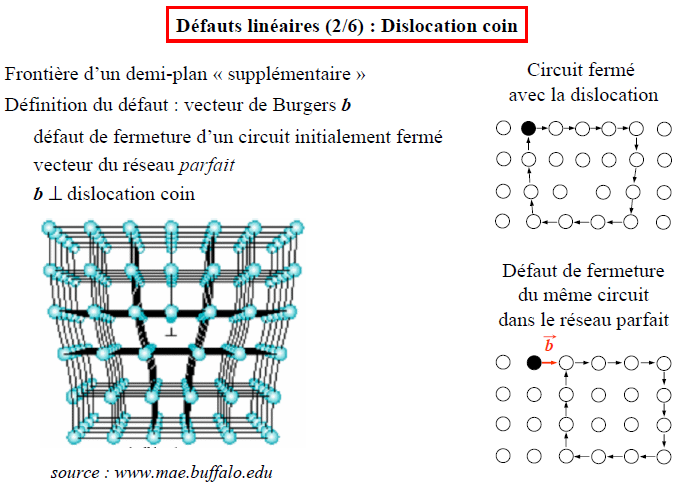 Défauts linéaires (2/6) : Dislocation coin
Frontière d’un demi-plan « supplémentaire »
Définition du défaut : vecteur de Burgers b
défaut de fermeture d’un circuit initialement fermé
vecteur du réseau parfait
b ⊥ dislocation coin
source : www.mae.buffalo.edu
Circuit fermé
avec la dislocation
Défaut de fermeture
du même circuit
dans le réseau parfait
b